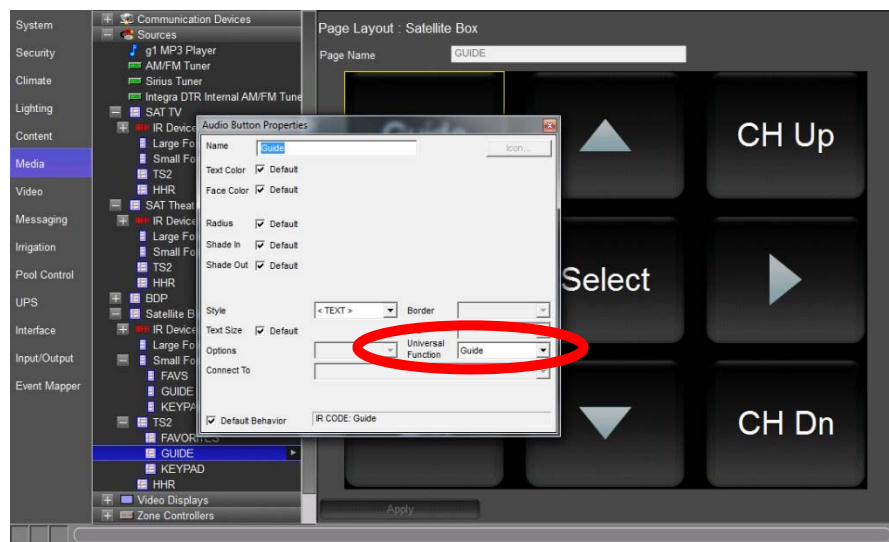 System
Security
Climate
Lighting
Content
Media
Video
Messaging
Irrigation
Pool Control
UPS
Interface
Input/Output
Event Mapper
Communication Devices
Sources
g1 MP3 Player
AM/FM Tuner
Sirius Tuner
Integra DTR Internal AM/FM Tune
SAT TV
IR Device
Large Fo
Small Fo
TS2
HHR
SAT Theat
IR Device
Large Fo
Small Fo
TS2
HHR
BDP
Satellite B
IR Device
Large Fo
Small Fo
FAVS
GUIDE
KEYPA
TS2
FAVORITES
GUIDE
KEYPAD
HHR
Video Displays
Zone Controllers
Page Layout : Satellite Box
Page Name GUIDE
Audio Button Properties
Name Guide Icon...
Text Color Default
Face Color Default
Radius Default
Shade In Default
Shade Out Default
Style < TEXT > Border
Text Size Default
Options Universal Function Guide
Connect To
Default Behavior IR CODE: Guide
CH Up
Select
CH Dn
Apply